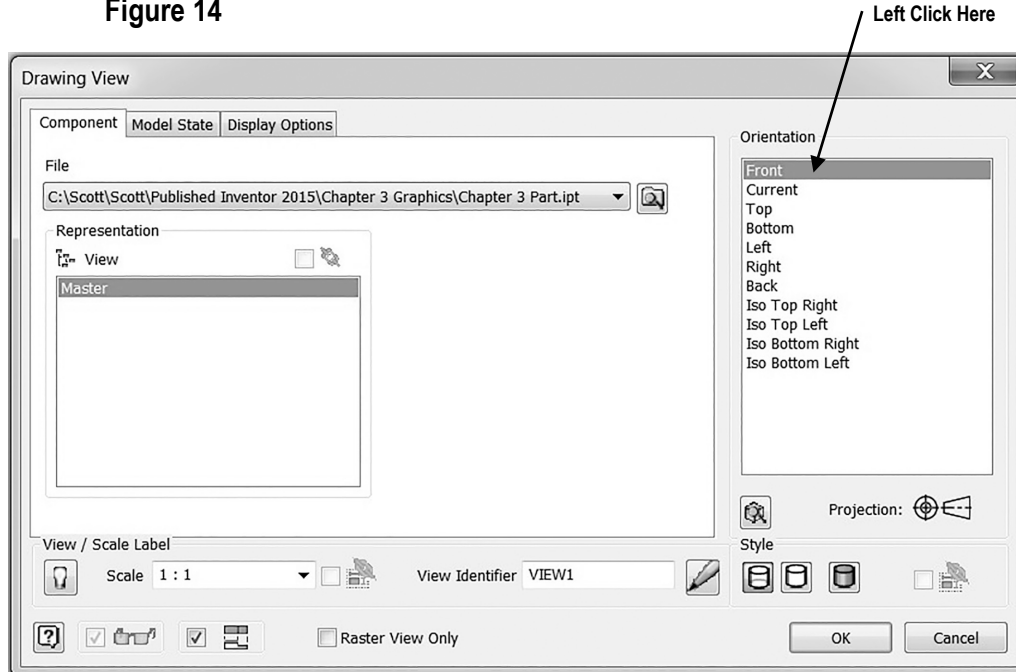 Figure 14
Left Click Here
Drawing View
X
Component Model State Display Options
File
C:\Scott\Scott\Published Inventor 2015\Chapter 3 Graphics\Chapter 3 Part.ipt
Representation
View
Master
Orientation
Front
Current
Top
Bottom
Left
Right
Back
Iso Top Right
Iso Top Left
Iso Bottom Right
Iso Bottom Left
Projection:
View / Scale Label
Scale 1 : 1
View Identifier VIEW1
Style
?
Raster View Only
OK
Cancel